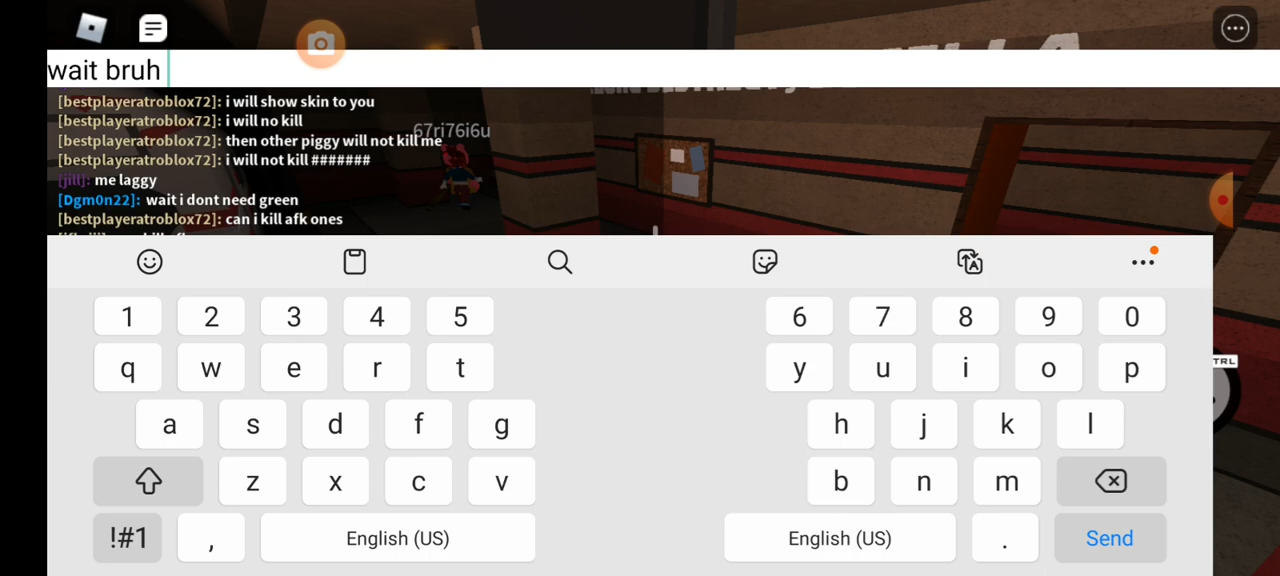 wait bruh
[bestplayeratroblox72]: i will show skin to you
[bestplayeratroblox72]: i will no kill
67ri76i6u
[bestplayeratroblox72]: then other piggy will not kill me
[bestplayeratroblox72]: i will not kill #######
[jill]: me laggy
[Dgm0n22]: wait i dont need green
[bestplayeratroblox72]: can i kill afk ones
TRL
1 2 3 4 5 6 7 8 9 0
q w e r t y u i o p
a s d f g h j k l
z x c v b n m
!#1 , English (US) English (US) . Send